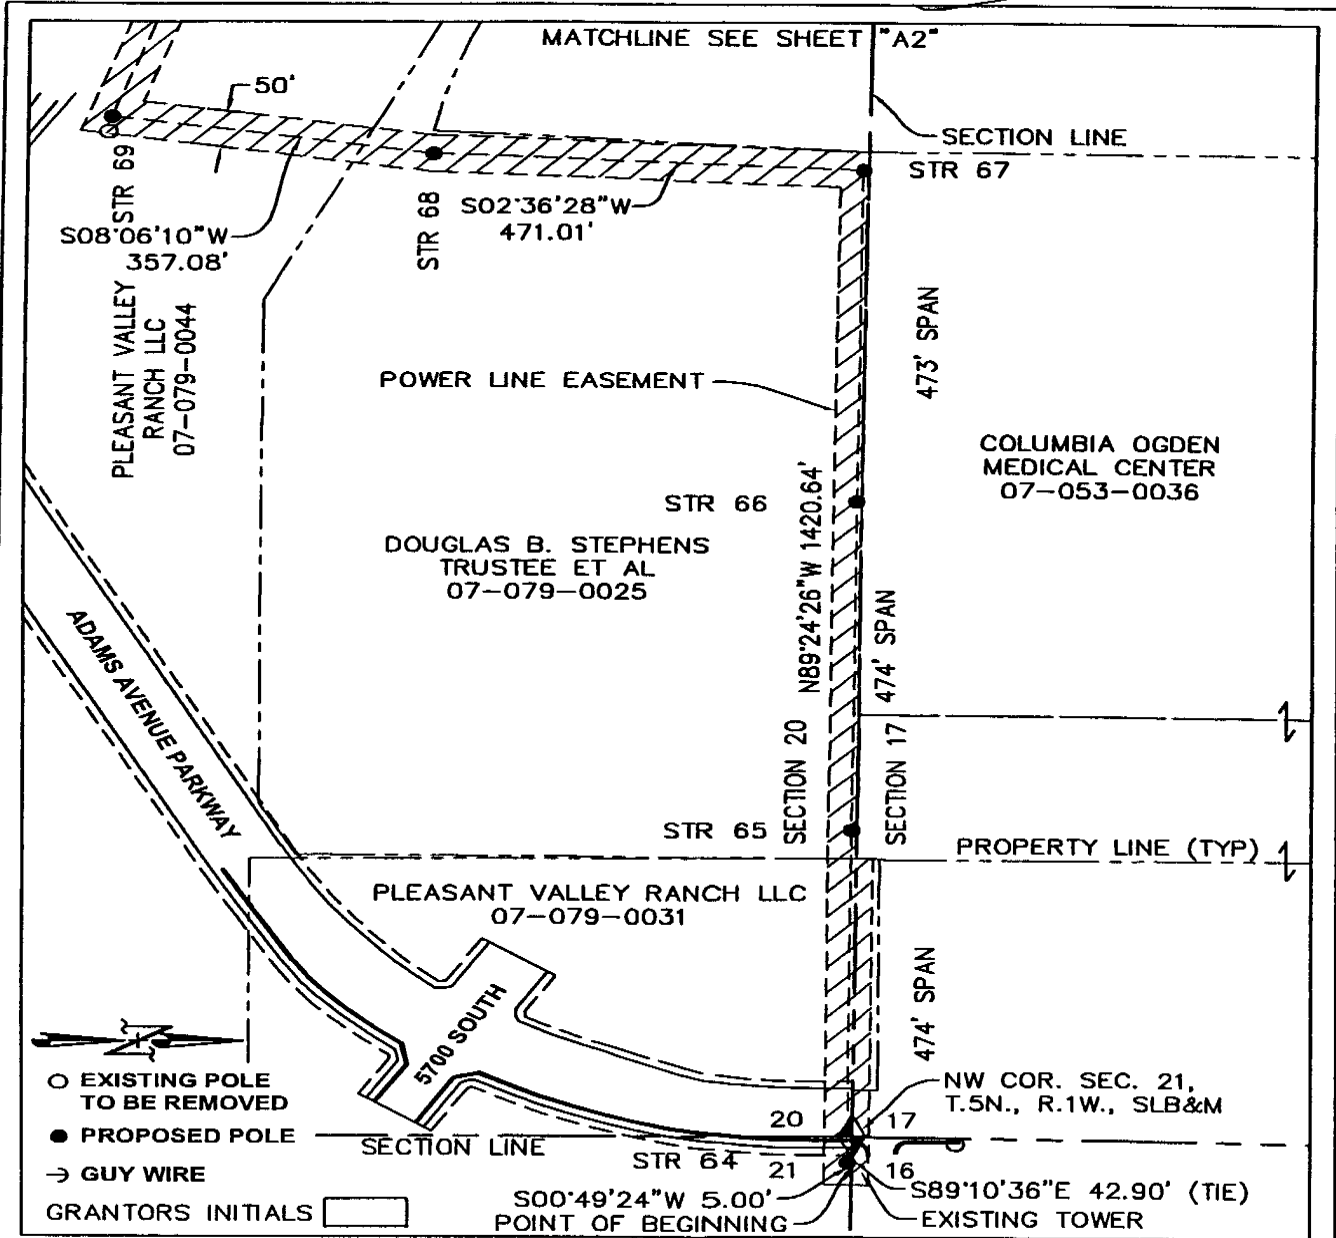 MATCHLINE SEE SHEET "A2"
50'
SECTION LINE
STR 67
STR 69
STR 68
S02°36'28"W
471.01'
S08°06'10"W
357.08'
PLEASANT VALLEY
RANCH LLC
07-079-0044
473' SPAN
POWER LINE EASEMENT
COLUMBIA OGDEN
MEDICAL CENTER
07-053-0036
STR 66
N89°24'26"W 1420.64'
DOUGLAS B. STEPHENS
TRUSTEE ET AL
07-079-0025
474' SPAN
ADAMS AVENUE PARKWAY
SECTION 20
SECTION 17
STR 65
PROPERTY LINE (TYP)
PLEASANT VALLEY RANCH LLC
07-079-0031
474' SPAN
5700 SOUTH
EXISTING POLE
TO BE REMOVED
PROPOSED POLE
GUY WIRE
GRANTORS INITIALS
SECTION LINE
20
17
NW COR. SEC. 21,
T.5N., R.1W., SLB&M
STR 64
21
16
S00°49'24"W 5.00'
POINT OF BEGINNING
S89°10'36"E 42.90' (TIE)
EXISTING TOWER